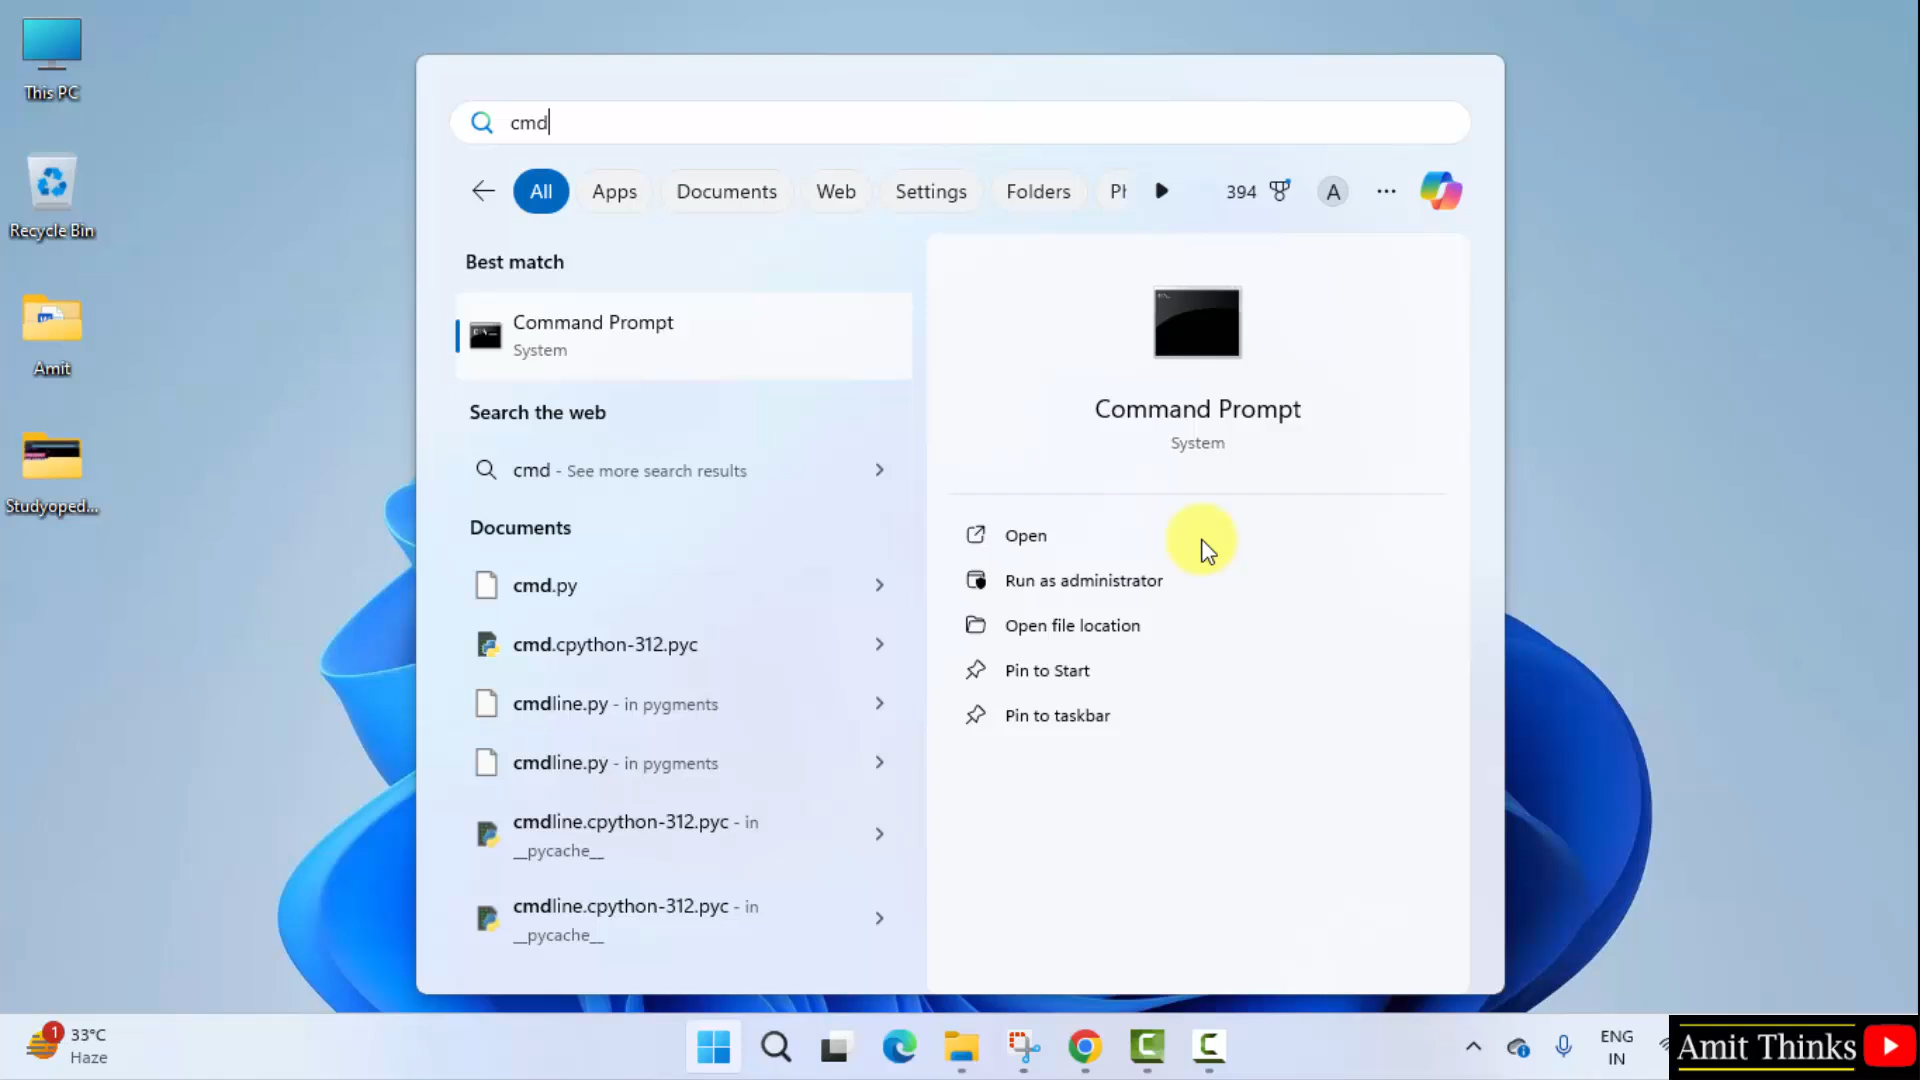 This PC
Recycle Bin
Amit
Studyoped...
cmd
All
Apps
Documents
Web
Settings
Folders
394
A
Best match
Command Prompt
System
Search the web
cmd - See more search results
Documents
cmd.py
cmd.cpython-312.pyc
cmdline.py - in pygments
cmdline.py - in pygments
cmdline.cpython-312.pyc - in
__pycache__
cmdline.cpython-312.pyc - in
__pycache__
Command Prompt
System
Open
Run as administrator
Open file location
Pin to Start
Pin to taskbar
1
33°C
Haze
ENG
IN
Amit Thinks